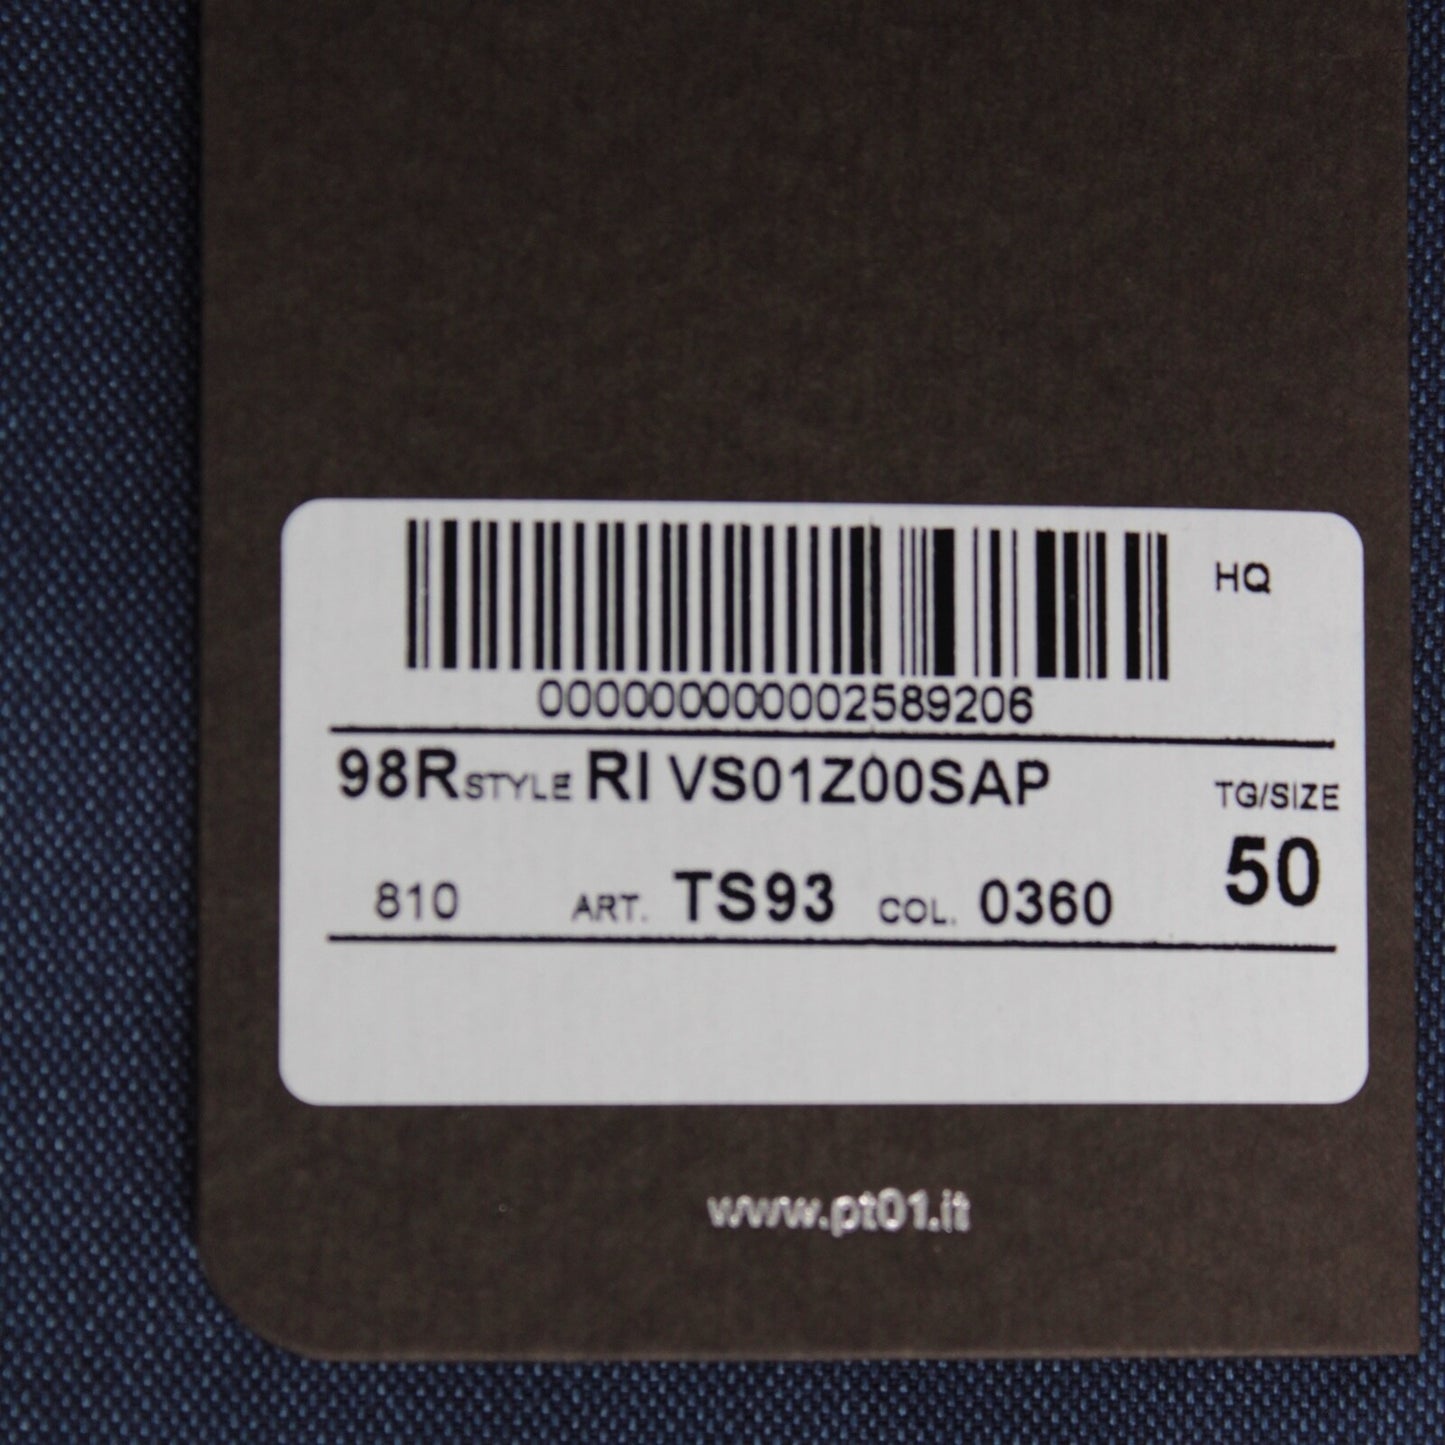 HQ
000000000002589206
98R STYLE RI VS01Z00SAP
TG/SIZE
50
810 ART. TS93 COL. 0360
www.pt01.it